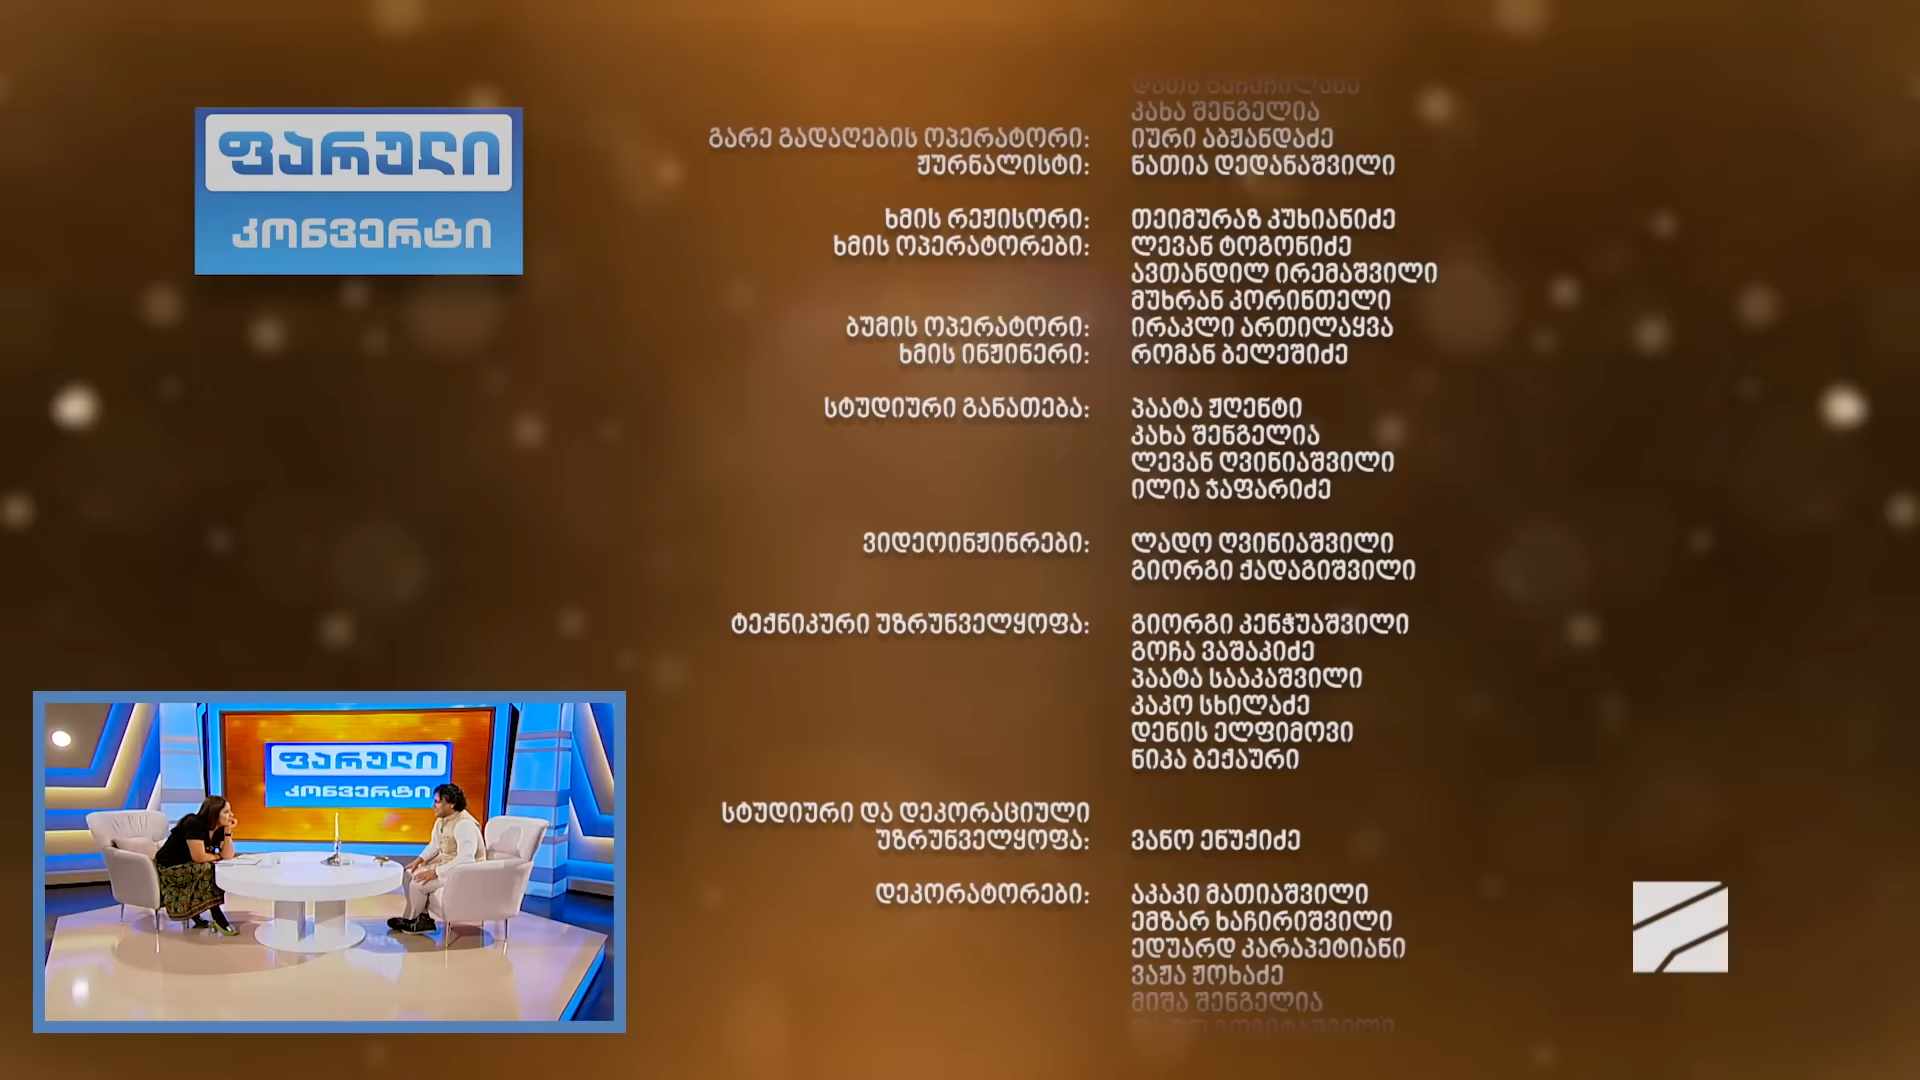 ფარული
კონვერტი
კახა შენგელია
გარე გადაღების ოპერატორი: იური აბჟანდაძე
ჟურნალისტი: ნათია დედანაშვილი
ხმის რეჟისორი: თეიმურაზ კუხიანიძე
ხმის ოპერატორები: ლევან ტოგონიძე
ავთანდილ ირემაშვილი
მუხრან კორინთელი
ბუმის ოპერატორი: ირაკლი ართილაყვა
ხმის ინჟინერი: რომან ბელეშიძე
სტუდიური განათება: პაატა ჟღენტი
კახა შენგელია
ლევან ღვინიაშვილი
ილია ჯაფარიძე
ვიდეოინჟინრები: ლადო ღვინიაშვილი
გიორგი ქადაგიშვილი
ტექნიკური უზრუნველყოფა: გიორგი კენჭუაშვილი
გოჩა ვაშაკიძე
პაატა სააკაშვილი
კაკო სხილაძე
დენის ელფიმოვი
ნიკა ბექაური
სტუდიური და დეკორაციული
უზრუნველყოფა: ვანო ენუქიძე
დეკორატორები: აკაკი მათიაშვილი
ემზარ ხაჩირიშვილი
ედუარდ კარაპეტიანი
ვაჟა ჟოხაძე
მიშა შენგელია
ფარული
კონვერტი